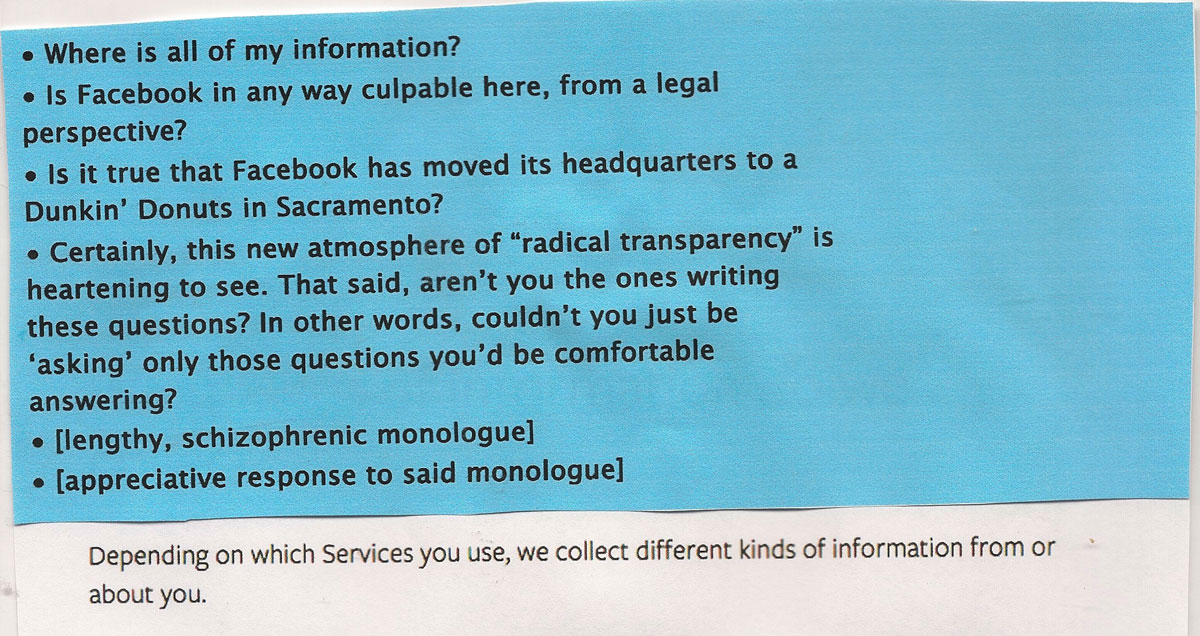 • Where is all of my information?
• Is Facebook in any way culpable here, from a legal
perspective?
• Is it true that Facebook has moved its headquarters to a
Dunkin’ Donuts in Sacramento?
• Certainly, this new atmosphere of “radical transparency” is
heartening to see. That said, aren’t you the ones writing
these questions? In other words, couldn’t you just be
‘asking’ only those questions you’d be comfortable
answering?
• [lengthy, schizophrenic monologue]
• [appreciative response to said monologue]
Depending on which Services you use, we collect different kinds of information from or
about you.